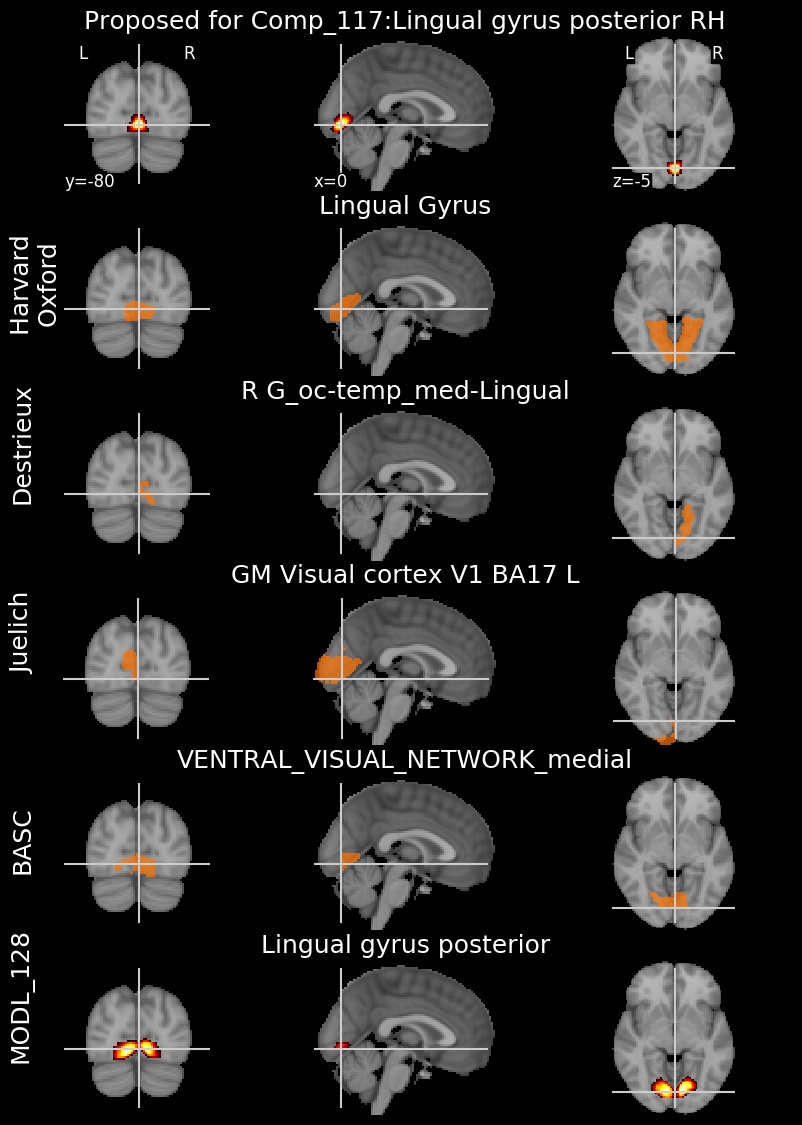 Proposed for Comp_117:Lingual gyrus posterior RH
L R L R
y=-80 x=0 z=-5
Lingual Gyrus
Harvard
Oxford
R G_oc-temp_med-Lingual
Destrieux
GM Visual cortex V1 BA17 L
Juelich
VENTRAL_VISUAL_NETWORK_medial
BASC
Lingual gyrus posterior
MODL_128